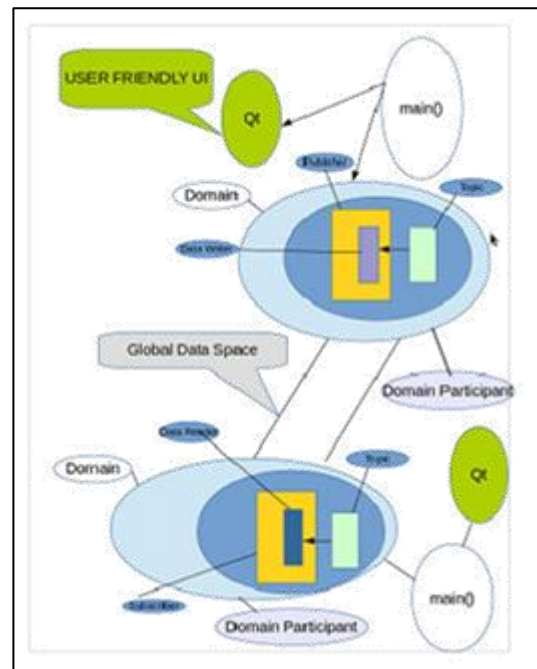 USER FRIENDLY UI
Qt
main()
Publisher
Domain
Topic
Data Writer
Global Data Space
Domain Participant
Data Reader
Domain
Topic
Qt
Subscriber
main()
Domain Participant